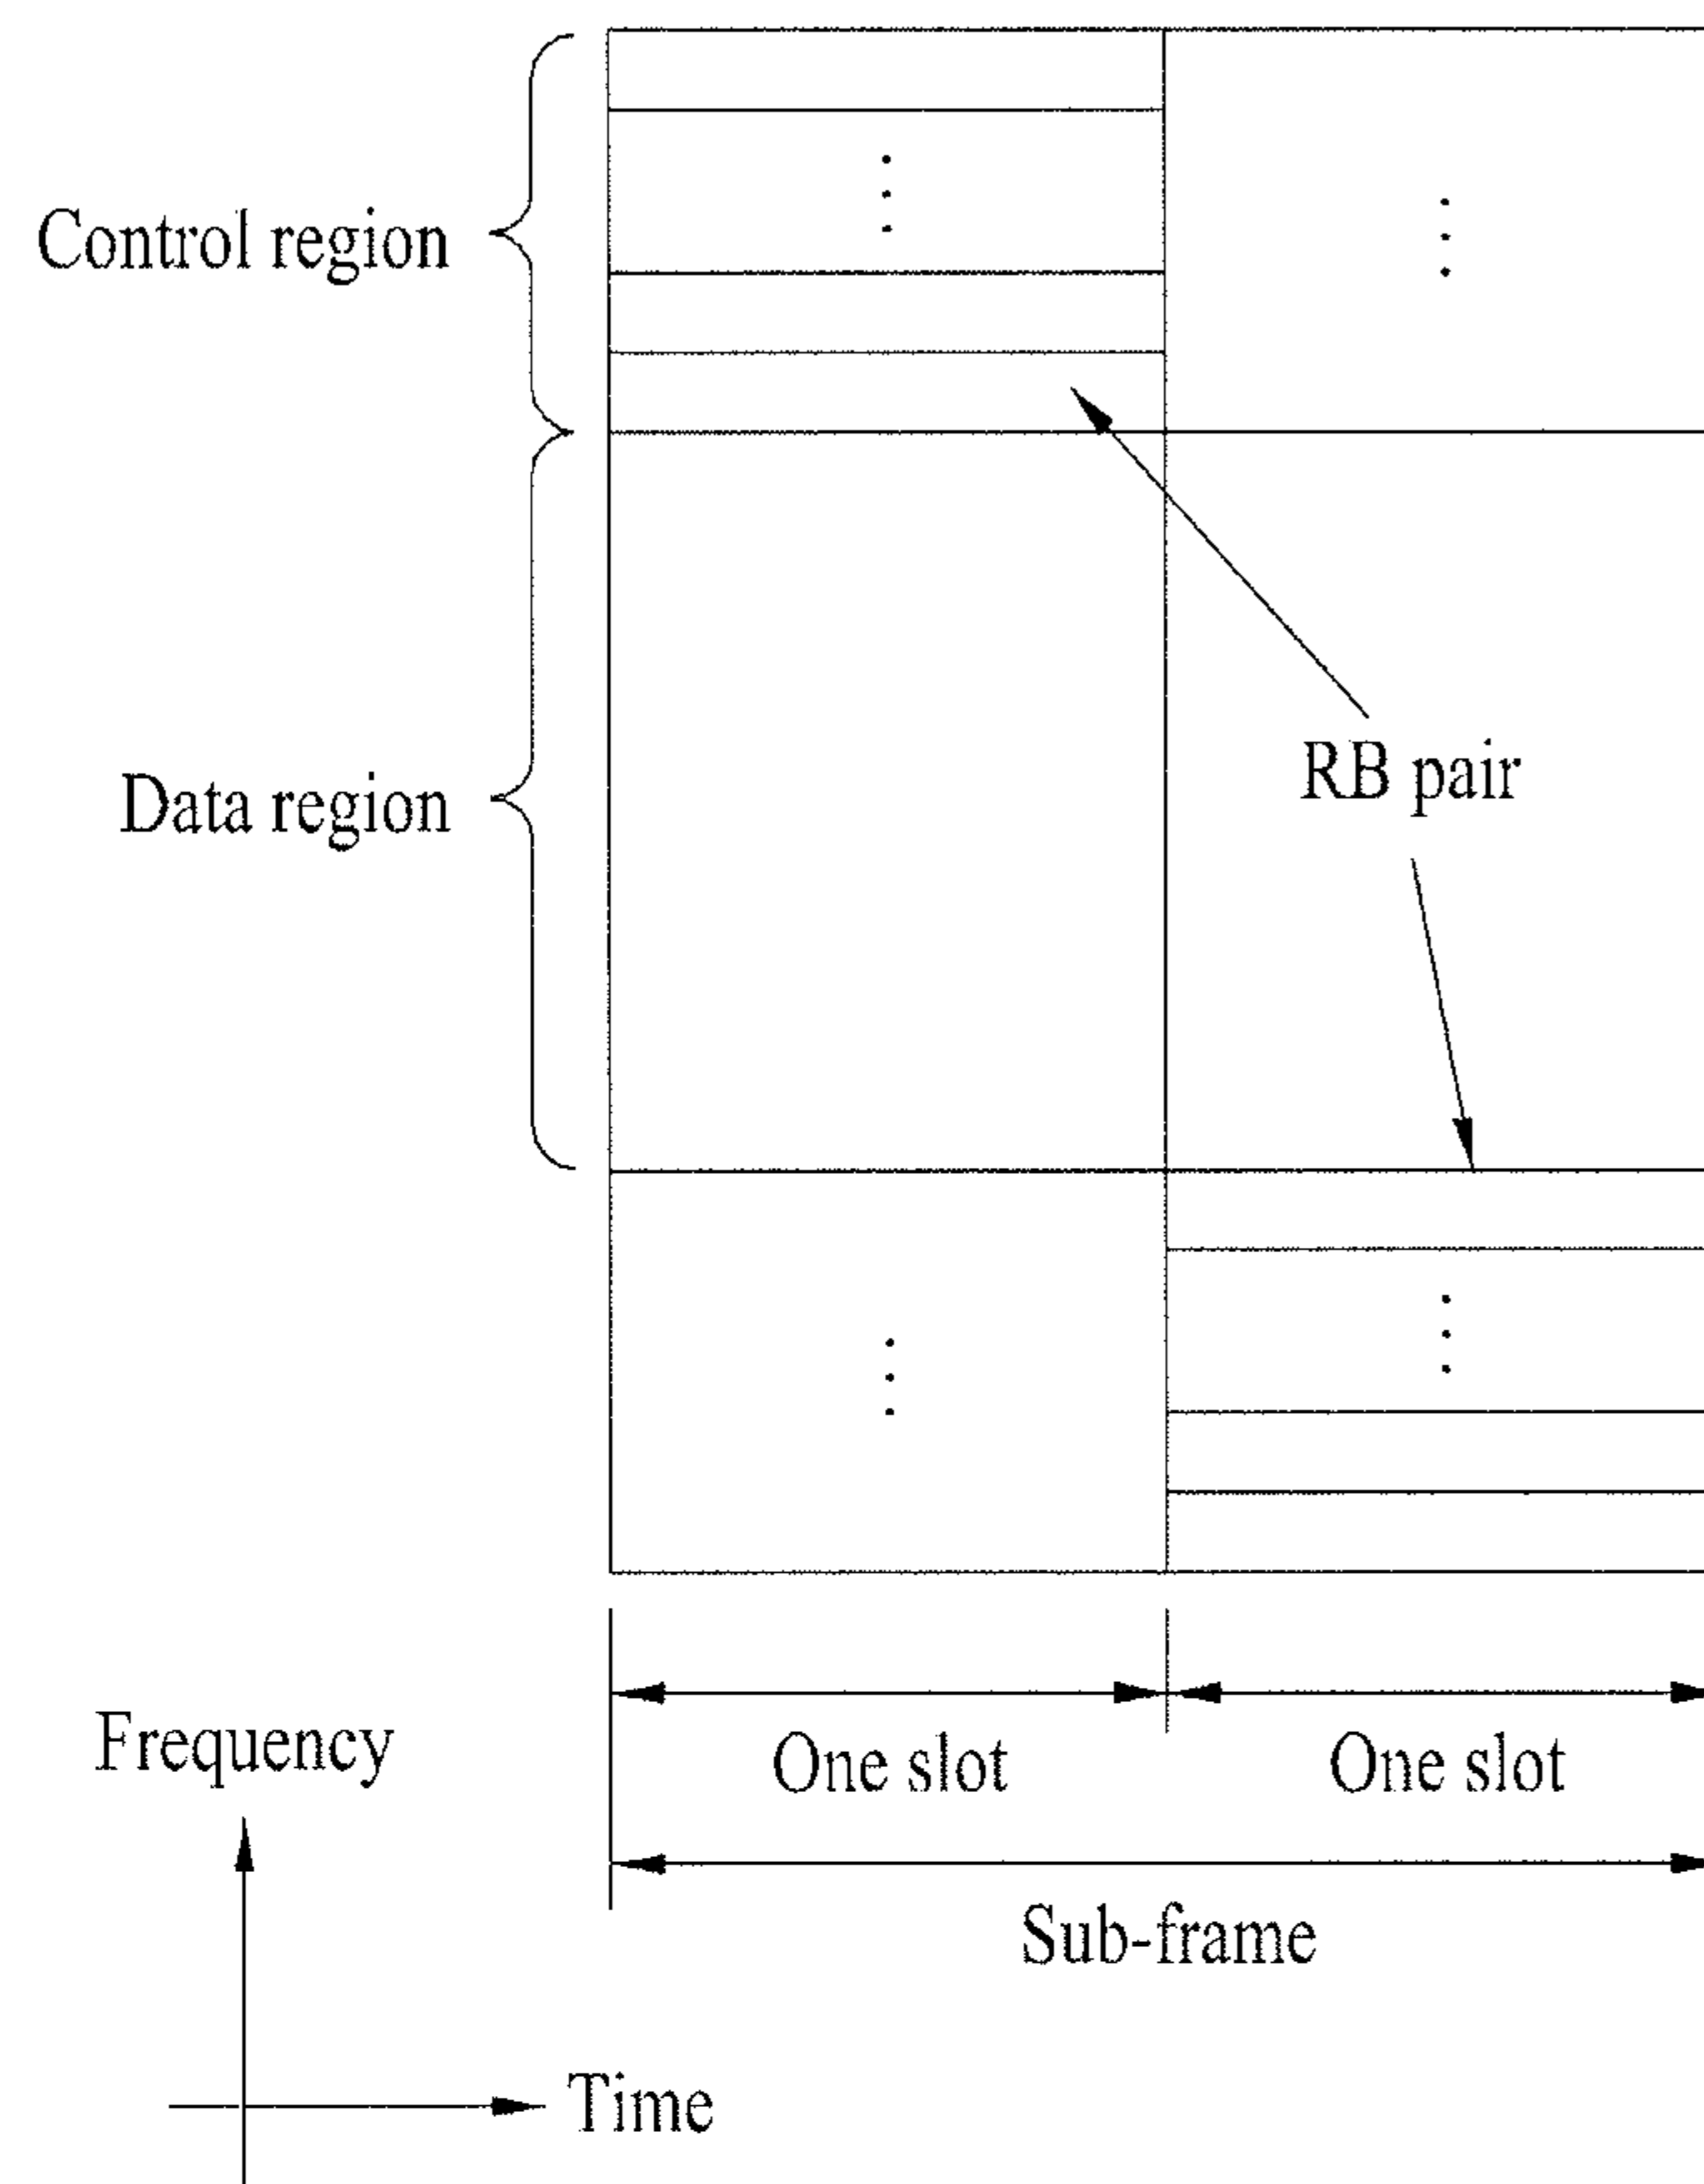 Control region
Data region
RB pair
One slot
One slot
Sub-frame
Frequency
Time